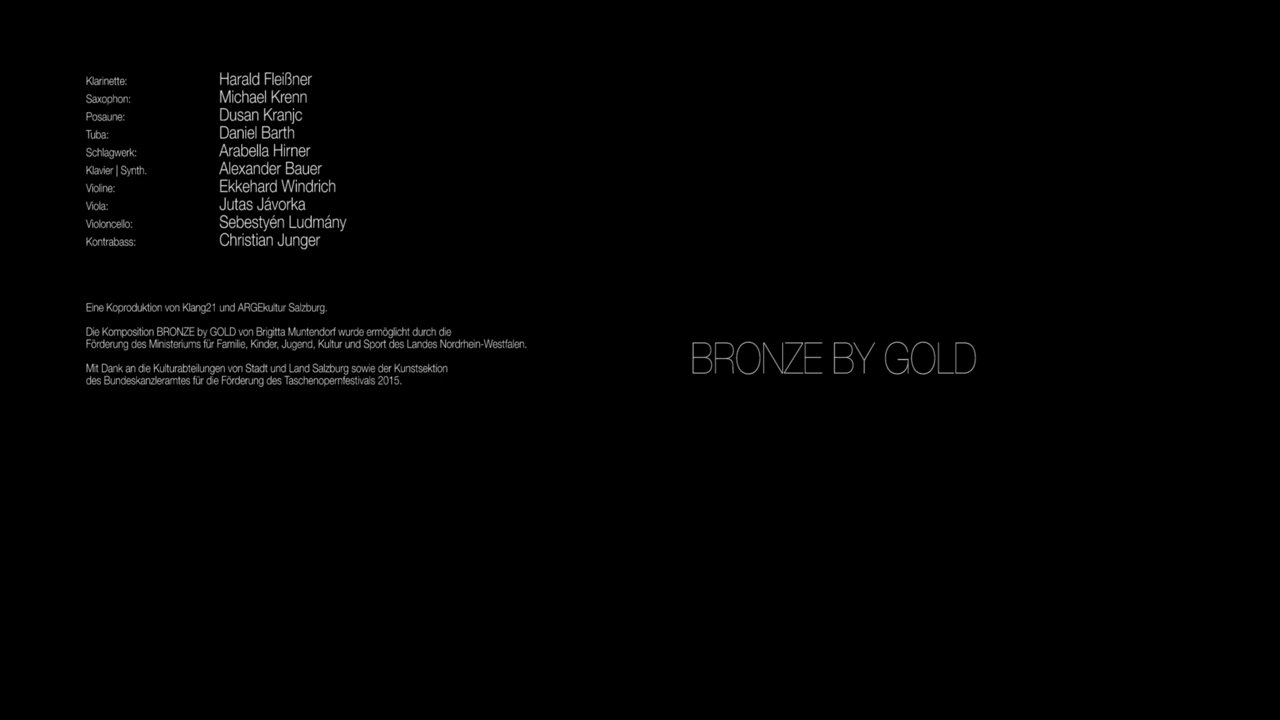 Klarinette: Harald Fleißner
Saxophon: Michael Krenn
Posaune: Dusan Kranjc
Tuba: Daniel Barth
Schlagwerk: Arabella Hirner
Klavier | Synth. Alexander Bauer
Violine: Ekkehard Windrich
Viola: Jutas Jávorka
Violoncello: Sebestyén Ludmány
Kontrabass: Christian Junger
Eine Koproduktion von Klang21 und ARGEkultur Salzburg.
Die Komposition BRONZE by GOLD von Brigitta Muntendorf wurde ermöglicht durch die
Förderung des Ministeriums für Familie, Kinder, Jugend, Kultur und Sport des Landes Nordrhein-Westfalen.
Mit Dank an die Kulturabteilungen von Stadt und Land Salzburg sowie der Kunstsektion
des Bundeskanzleramtes für die Förderung des Taschenopernfestivals 2015.
BRONZE BY GOLD